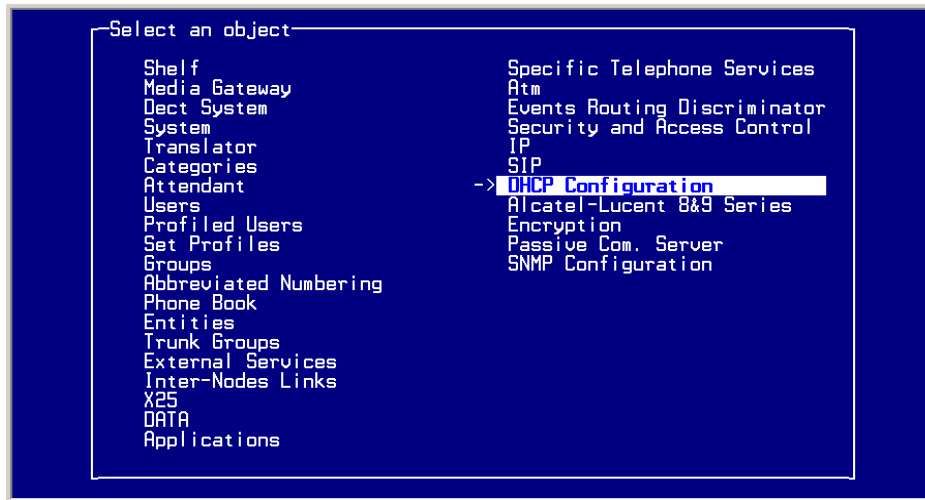 Select an object
Shelf
Media Gateway
Dect System
System
Translator
Categories
Attendant
Users
Profiled Users
Set Profiles
Groups
Abbreviated Numbering
Phone Book
Entities
Trunk Groups
External Services
Inter-Nodes Links
X25
DATA
Applications
Specific Telephone Services
Atm
Events Routing Discriminator
Security and Access Control
IP
SIP
-> DHCP Configuration
Alcatel-Lucent 8&9 Series
Encryption
Passive Com. Server
SNMP Configuration